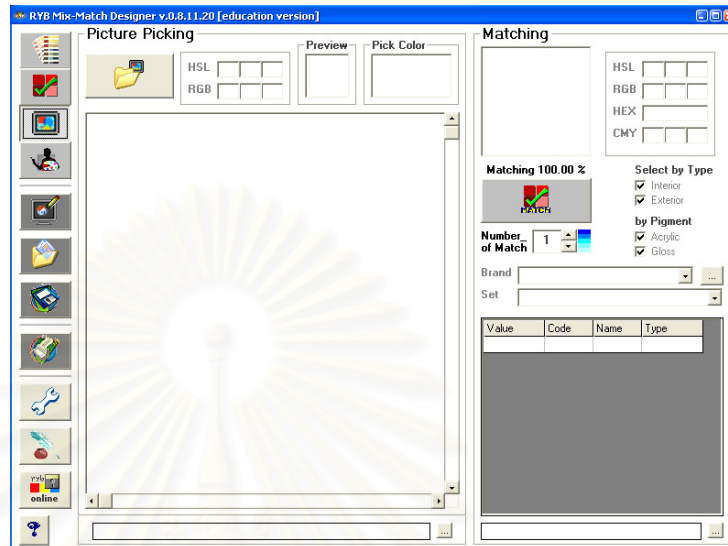 RYB Mix-Match Designer v.0.8.11.20 [education version]
Picture Picking
HSL
RGB
Preview
Pick Color
Matching
HSL
RGB
HEX
CMY
Matching 100.00 %
MATCH
Select by Type
Interior
Exterior
by Pigment
Acrylic
Gloss
Number_
of Match
1
Brand
...
Set
Value Code Name Type
ryb
online
?
...
...